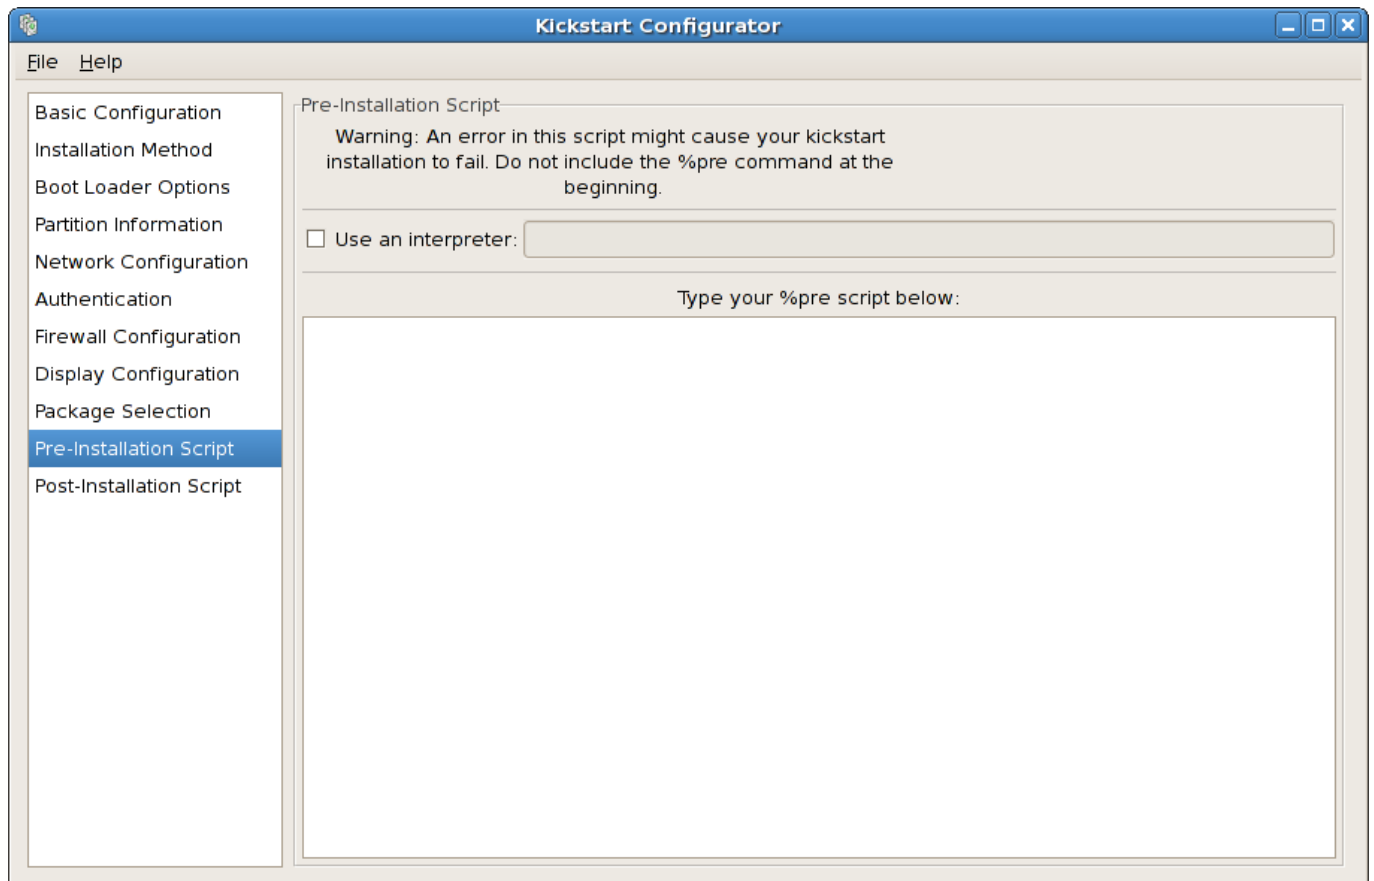 Kickstart Configurator
File Help
Basic Configuration
Installation Method
Boot Loader Options
Partition Information
Network Configuration
Authentication
Firewall Configuration
Display Configuration
Package Selection
Pre-Installation Script
Post-Installation Script
Pre-Installation Script
Warning: An error in this script might cause your kickstart
installation to fail. Do not include the %pre command at the
beginning.
Use an interpreter:
Type your %pre script below: